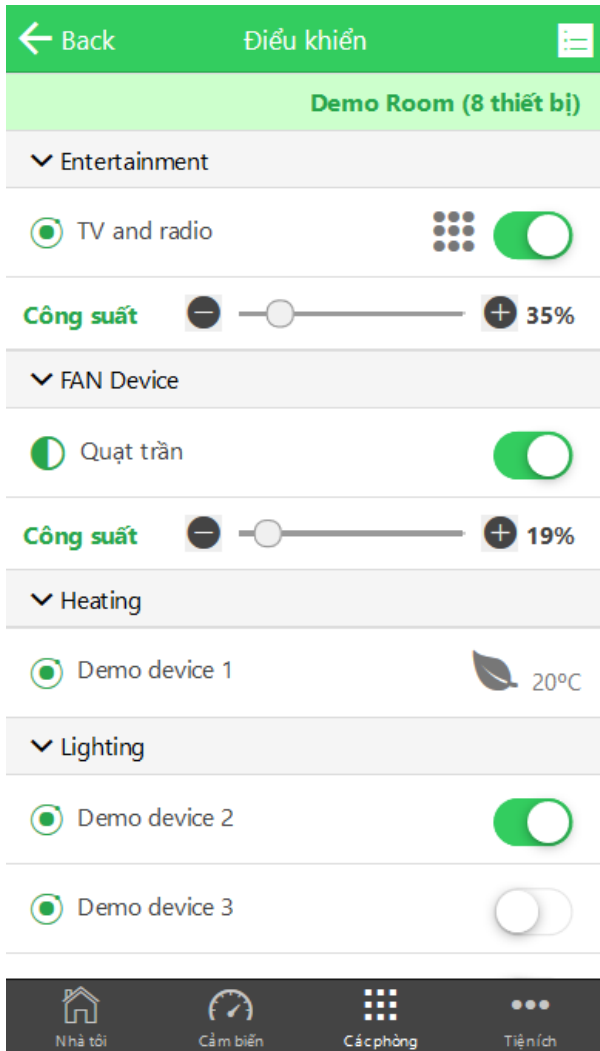 Back
Điểu khiển
Demo Room (8 thiết bị)
Entertainment
TV and radio
Công suất
35%
FAN Device
Quạt trần
Công suất
19%
Heating
Demo device 1
20ºC
Lighting
Demo device 2
Demo device 3
Nhà tôi
Cảm biến
Các phòng
Tiện ích